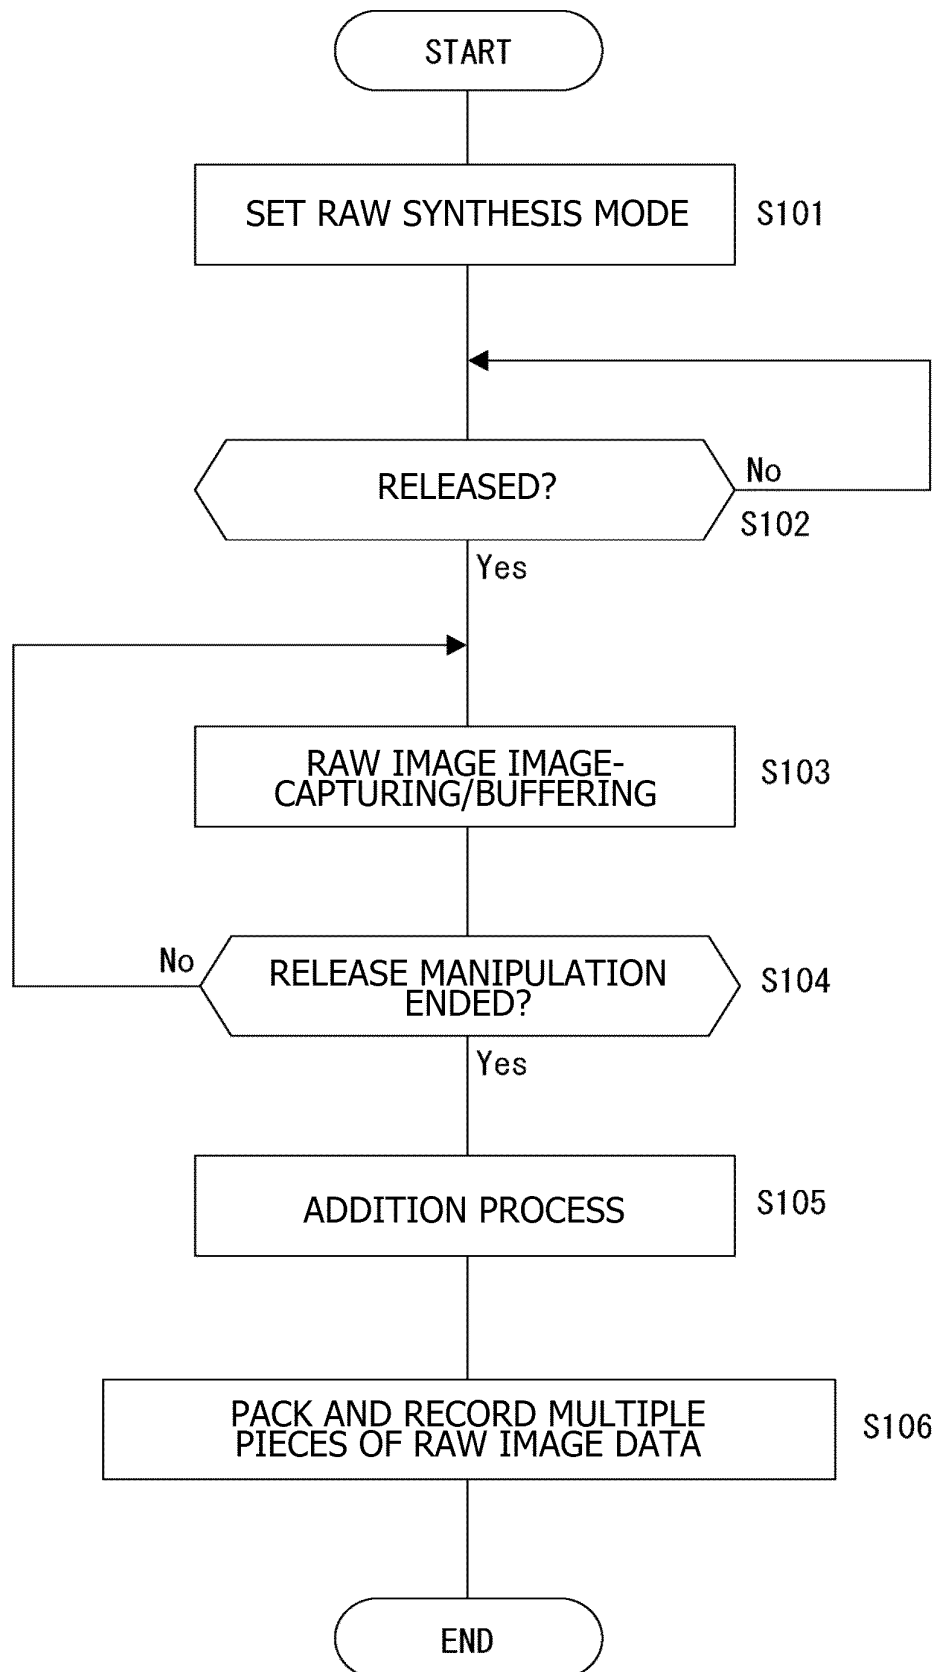 START
SET RAW SYNTHESIS MODE
S101
RELEASED?
No
S102
Yes
RAW IMAGE IMAGE-
CAPTURING/BUFFERING
S103
No
RELEASE MANIPULATION
ENDED?
S104
Yes
ADDITION PROCESS
S105
PACK AND RECORD MULTIPLE
PIECES OF RAW IMAGE DATA
S106
END